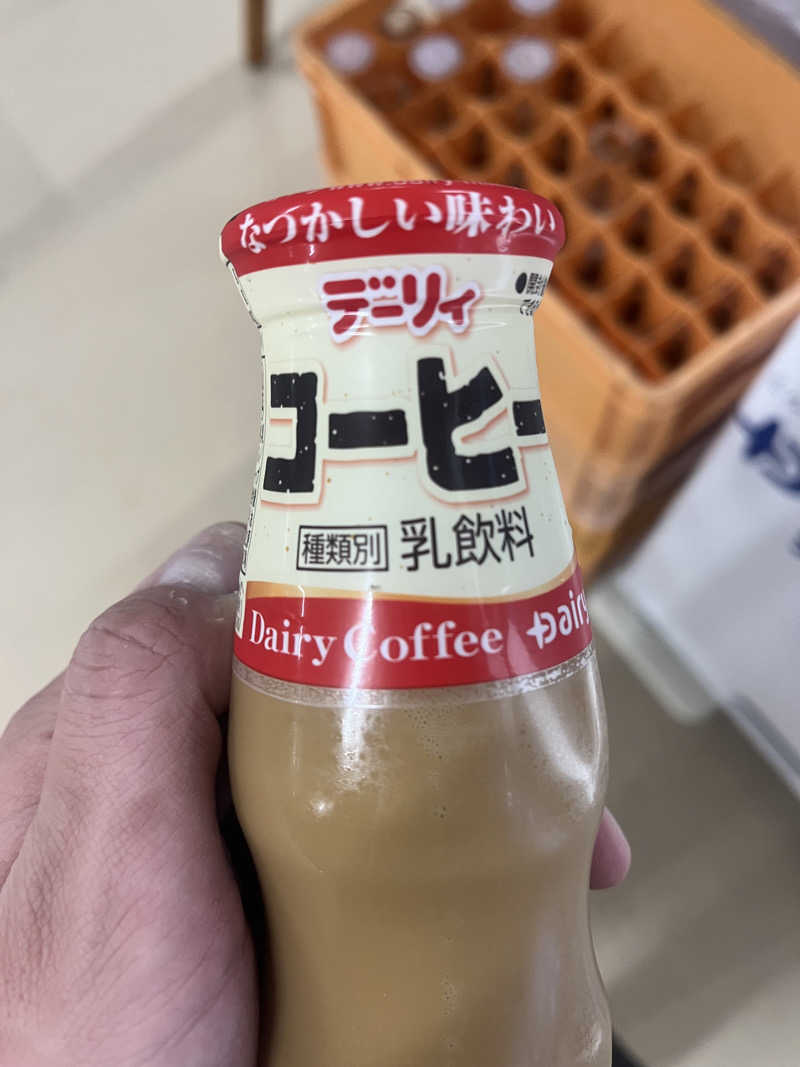 なつかしい味わい
デーリィ
コーヒー
種類別 乳飲料
Dairy Coffee Dairy